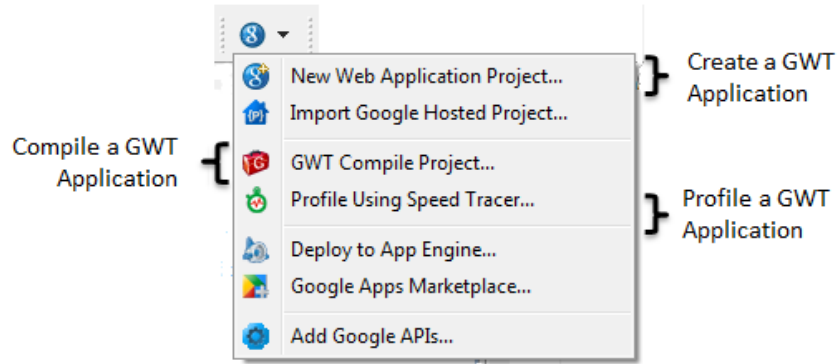 New Web Application Project...
Create a GWT
Application
Import Google Hosted Project...
Compile a GWT
Application
GWT Compile Project...
Profile Using Speed Tracer...
Profile a GWT
Application
Deploy to App Engine...
Google Apps Marketplace...
Add Google APIs...